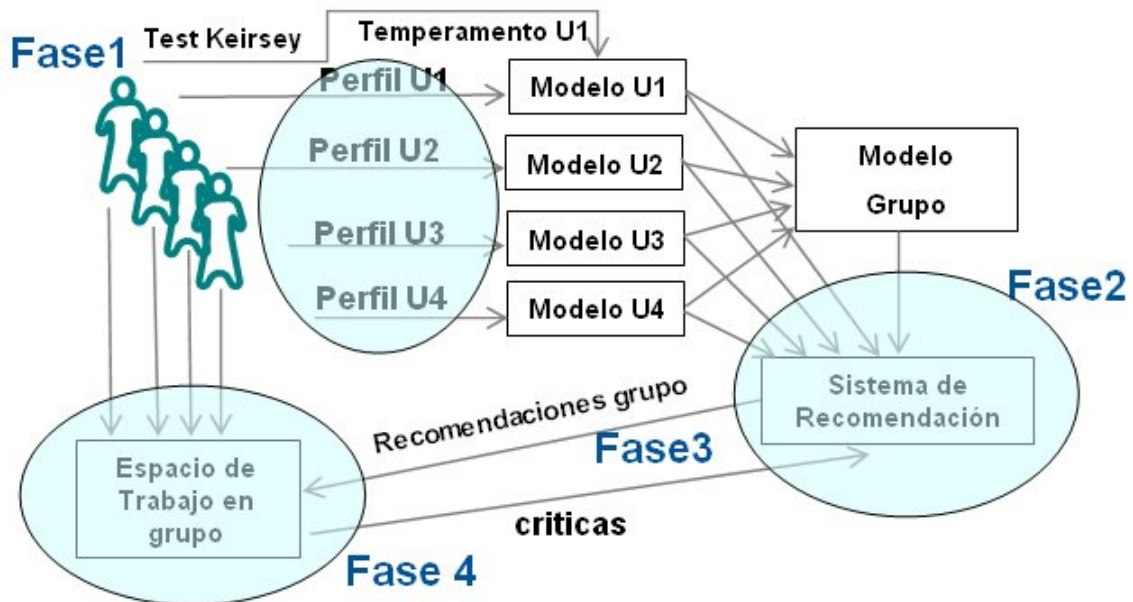 Fase1
Test Keirsey
Temperamento U1
Perfil U1
Modelo U1
Perfil U2
Modelo U2
Perfil U3
Modelo U3
Perfil U4
Modelo U4
Modelo
Grupo
Fase2
Sistema de
Recomendación
Recomendaciones grupo
Fase3
Espacio de
Trabajo en
grupo
criticas
Fase 4